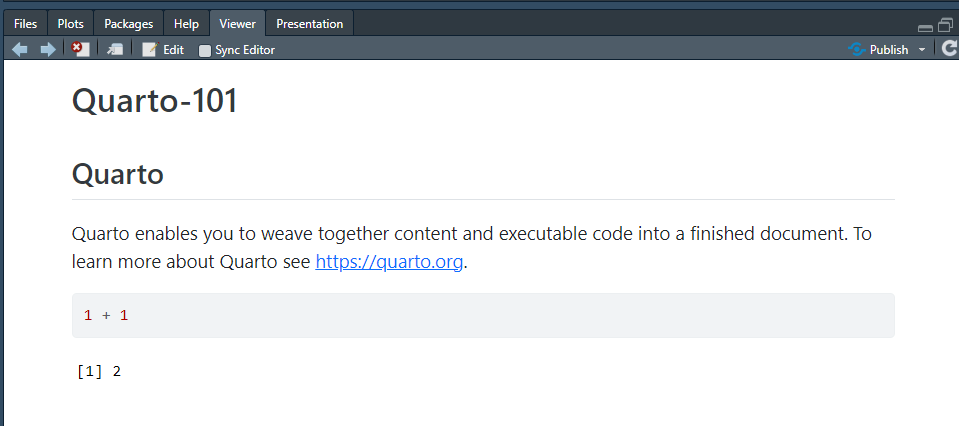 Files Plots Packages Help Viewer Presentation
Edit Sync Editor Publish
Quarto-101
Quarto
Quarto enables you to weave together content and executable code into a finished document. To
learn more about Quarto see https://quarto.org.
1 + 1
[1] 2